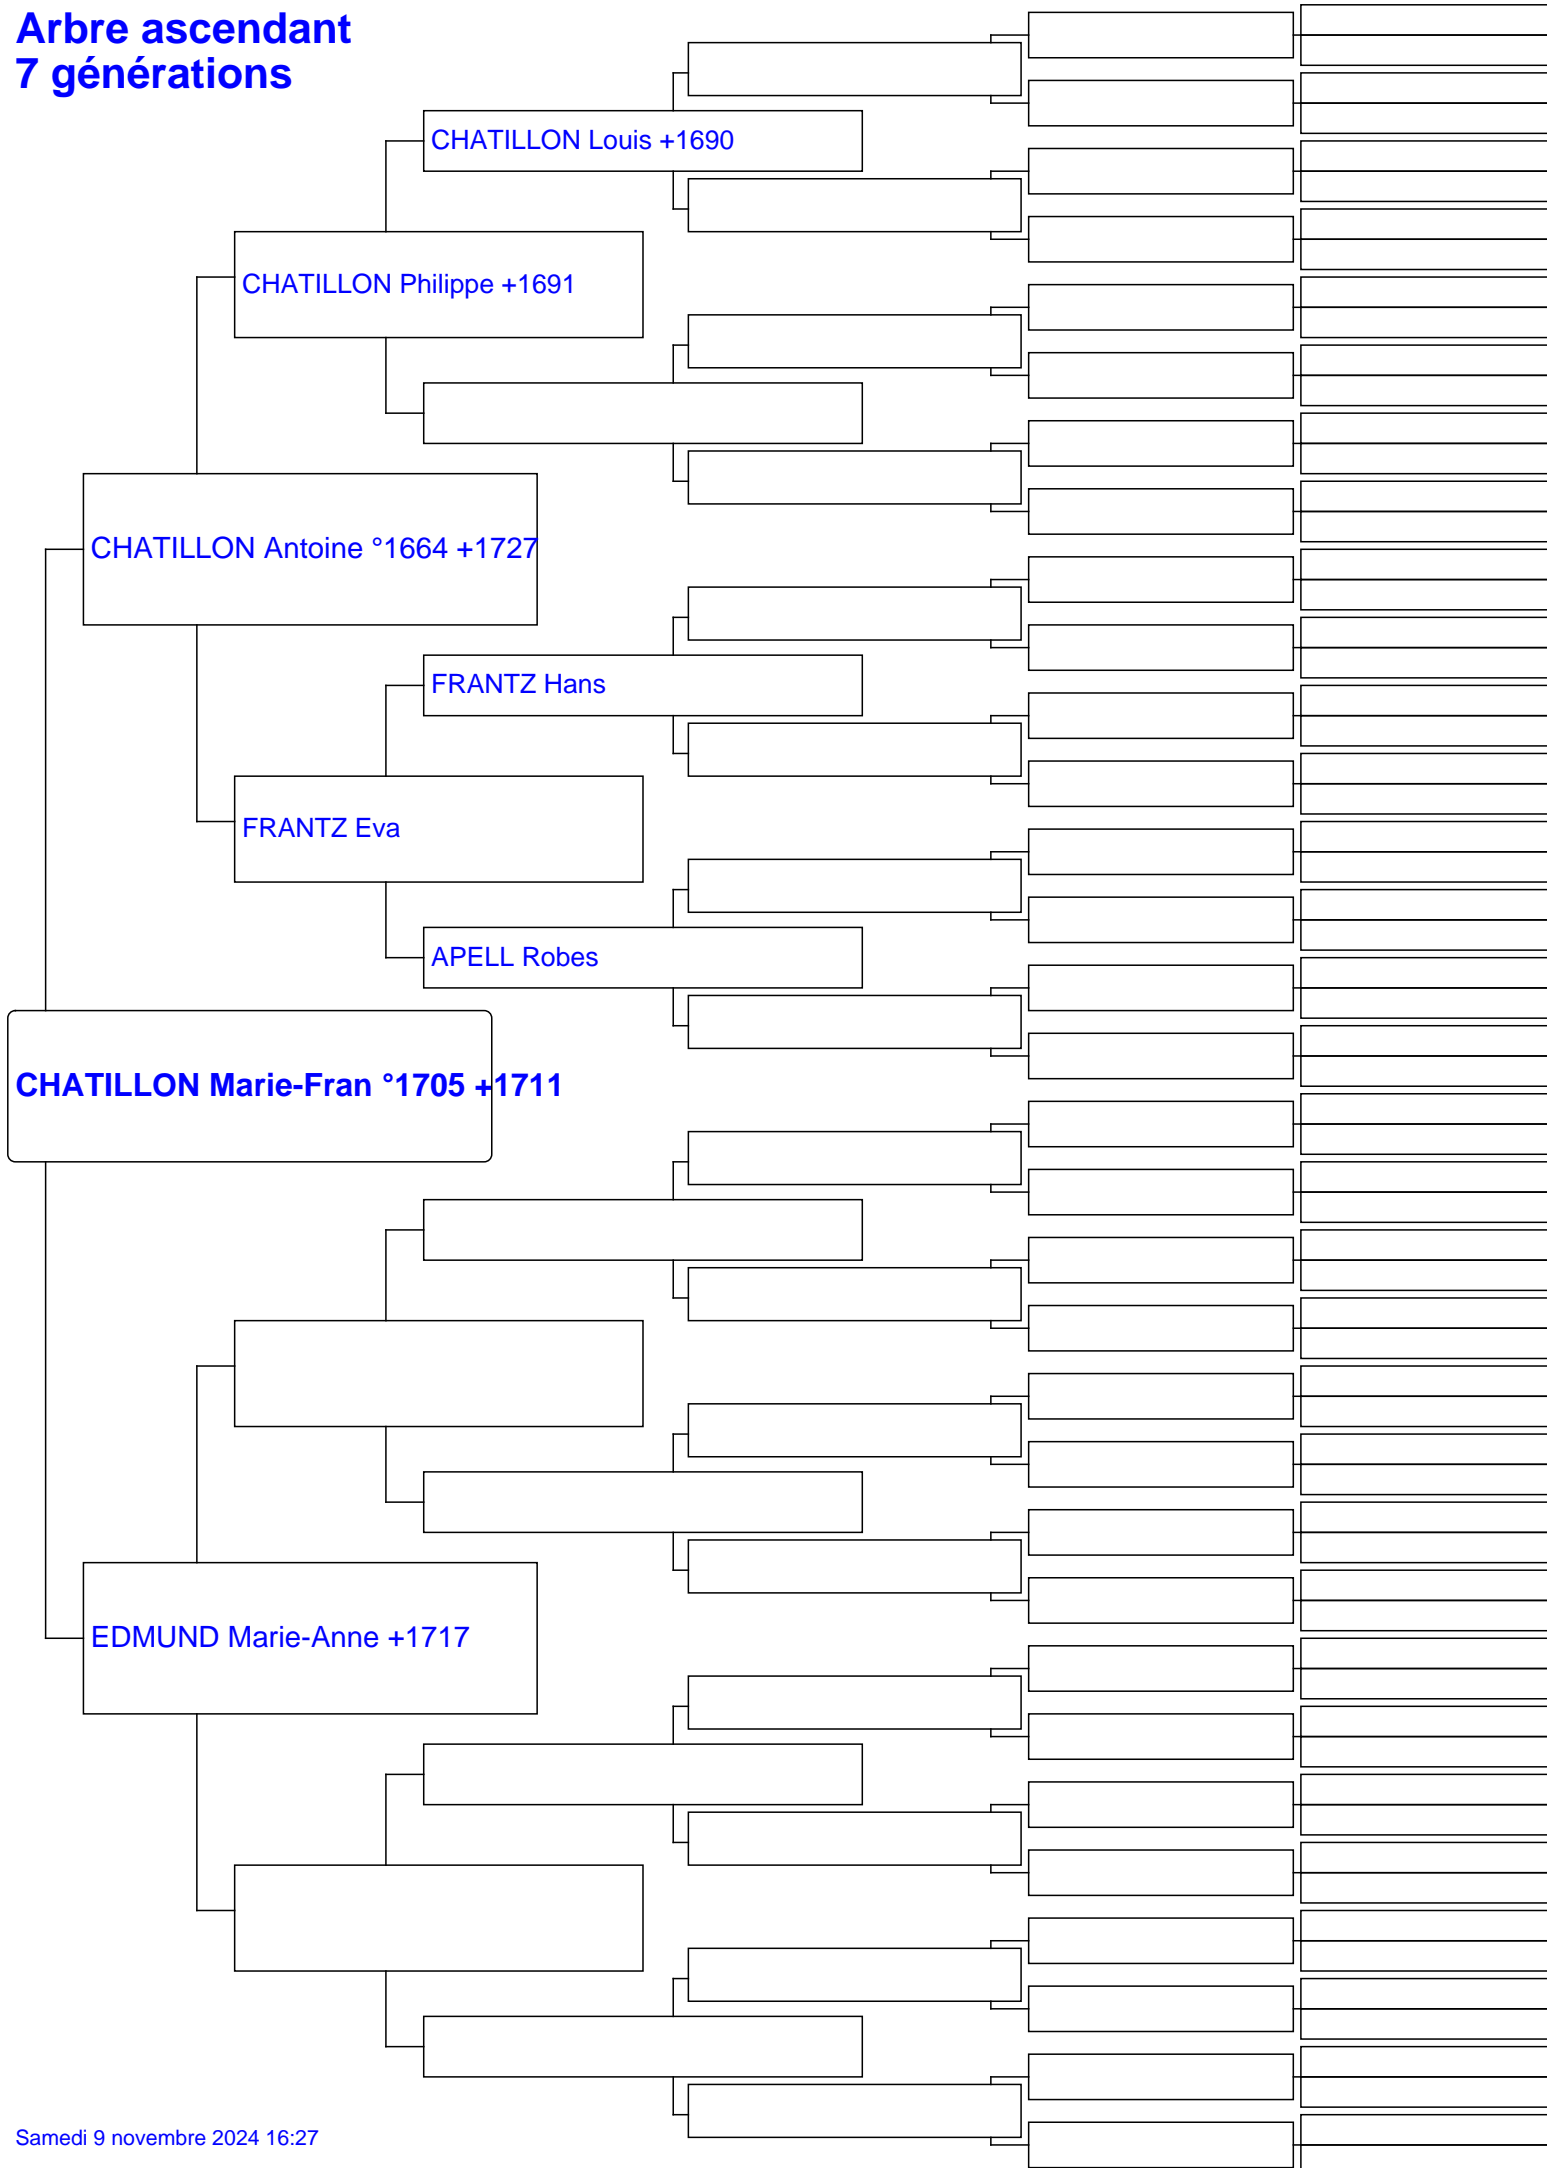 Arbre ascendant
7 générations
CHATILLON Louis +1690
CHATILLON Philippe +1691
CHATILLON Antoine °1664 +1727
FRANTZ Hans
FRANTZ Eva
APELL Robes
CHATILLON Marie-Fran °1705 +1711
EDMUND Marie-Anne +1717
Samedi 9 novembre 2024 16:27